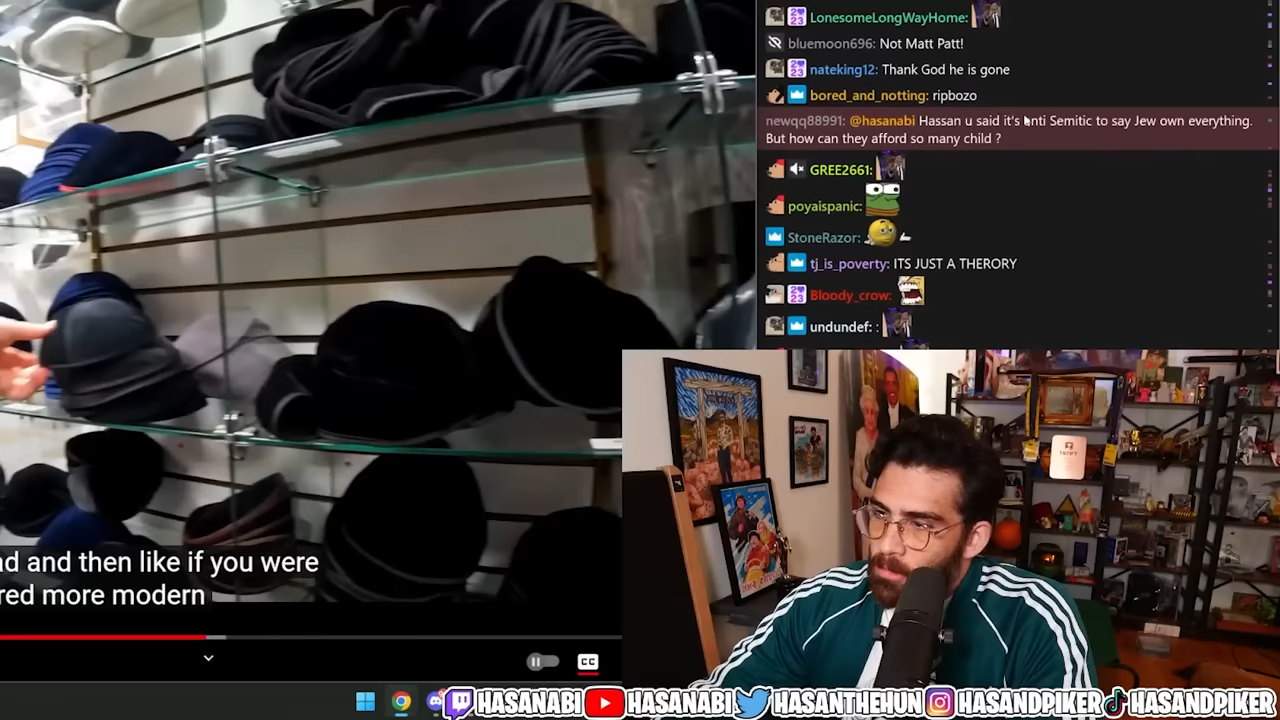 LonesomeLongWayHome:
bluemoon696: Not Matt Patt!
nateking12: Thank God he is gone
bored_and_notting: ripbozo
newqq88991: @hasanabi Hassan u said it's anti Semitic to say Jew own everything.
But how can they afford so many child ?
GREE2661:
poyaispanic:
StoneRazor:
tj_is_poverty: ITS JUST A THERORY
Bloody_crow:
undundef: :
and then like if you were
more modern
CC
HASANABI HASANABI HASANTHEHUN HASANDPIKER HASANDPIKER